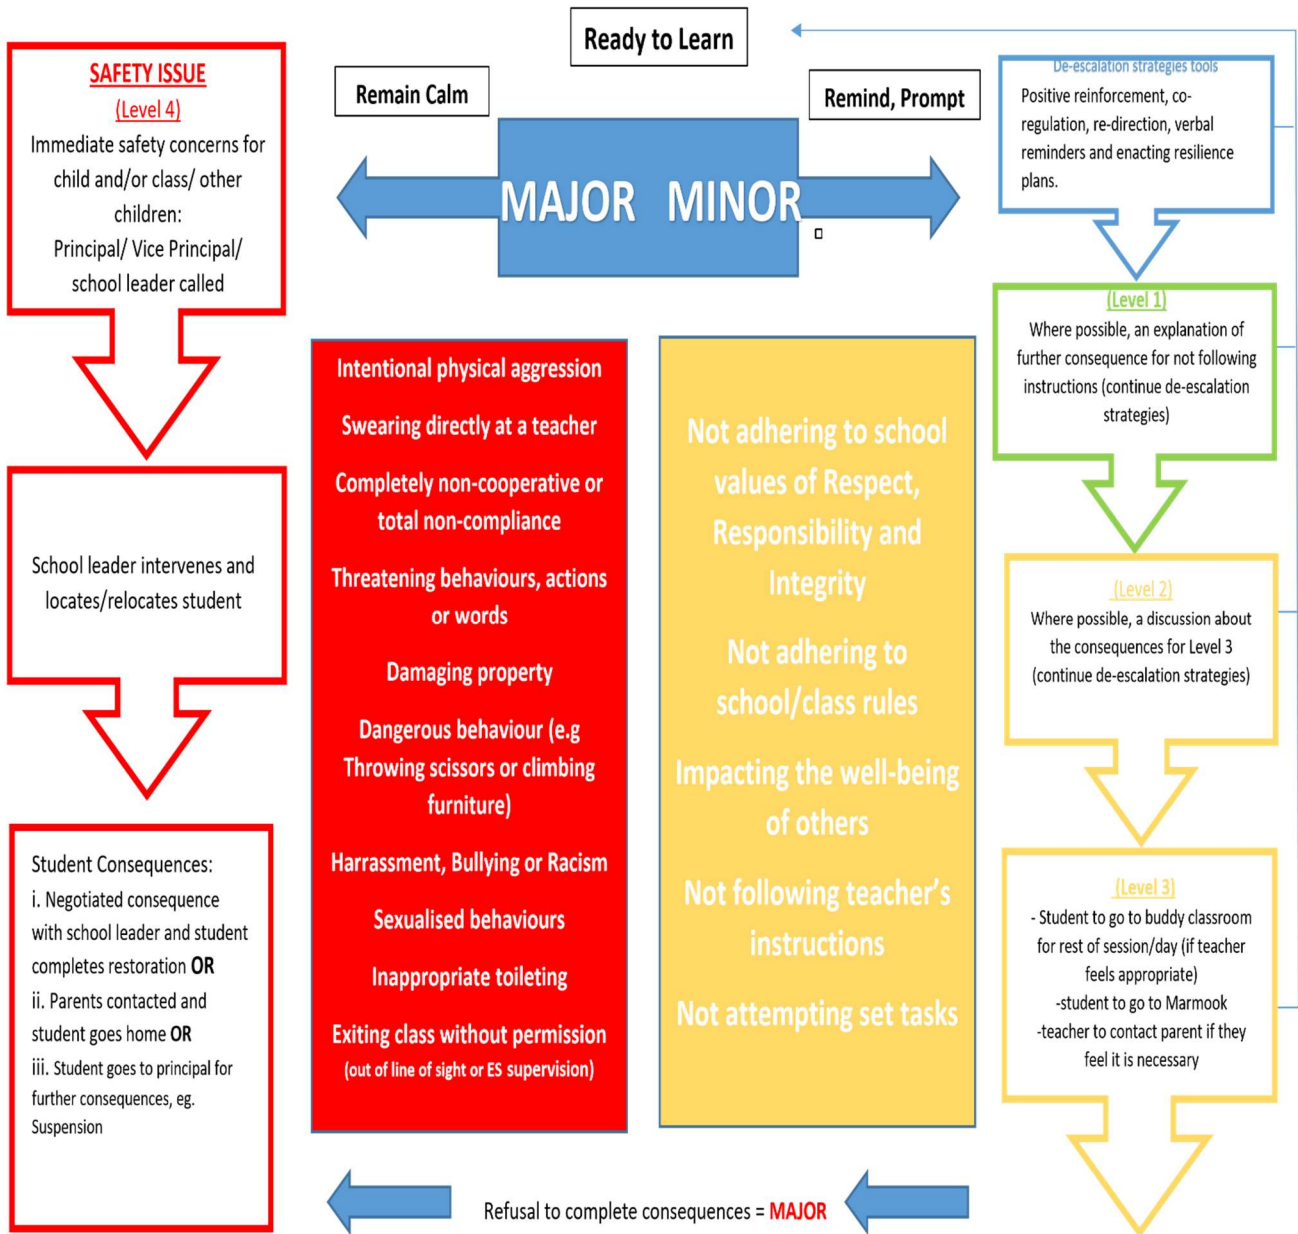 Ready to Learn
Remain Calm
Remind, Prompt
MAJOR MINOR
SAFETY ISSUE
(Level 4)
Immediate safety concerns for
child and/or class/ other
children:
Principal/ Vice Principal/
school leader called
School leader intervenes and
locates/relocates student
Student Consequences:
i. Negotiated consequence
with school leader and student
completes restoration OR
ii. Parents contacted and
student goes home OR
iii. Student goes to principal for
further consequences, eg.
Suspension
Intentional physical aggression
Swearing directly at a teacher
Completely non-cooperative or
total non-compliance
Threatening behaviours, actions
or words
Damaging property
Dangerous behaviour (e.g
Throwing scissors or climbing
furniture)
Harrassment, Bullying or Racism
Sexualised behaviours
Inappropriate toileting
Exiting class without permission
(out of line of sight or ES supervision)
Not adhering to school
values of Respect,
Responsibility and
Integrity
Not adhering to
school/class rules
Impacting the well-being
of others
Not following teacher's
instructions
Not attempting set tasks
De-escalation strategies tools
Positive reinforcement, co-
regulation, re-direction, verbal
reminders and enacting resilience
plans.
(Level 1)
Where possible, an explanation of
further consequence for not following
instructions (continue de-escalation
strategies)
(Level 2)
Where possible, a discussion about
the consequences for Level 3
(continue de-escalation strategies)
(Level 3)
- Student to go to buddy classroom
for rest of session/day (if teacher
feels appropriate)
-student to go to Marmook
-teacher to contact parent if they
feel it is necessary
Refusal to complete consequences = MAJOR